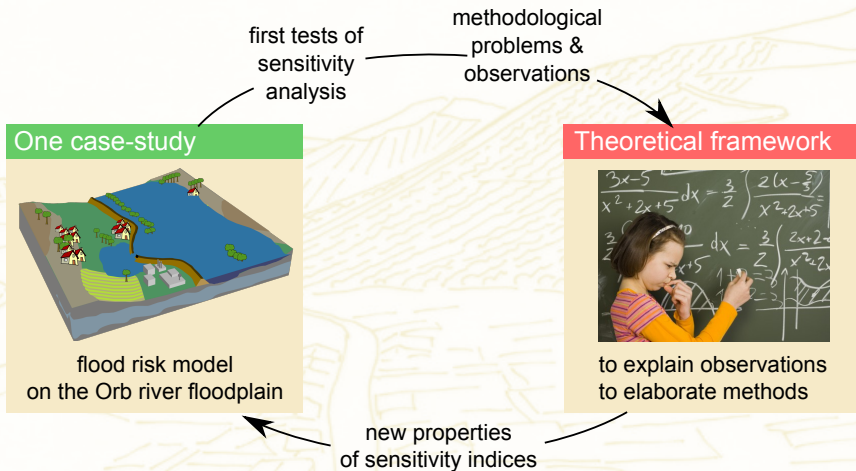 first tests of
sensitivity
analysis
methodological
problems &
observations
One case-study
flood risk model
on the Orb river floodplain
Theoretical framework
to explain observations
to elaborate methods
new properties
of sensitivity indices